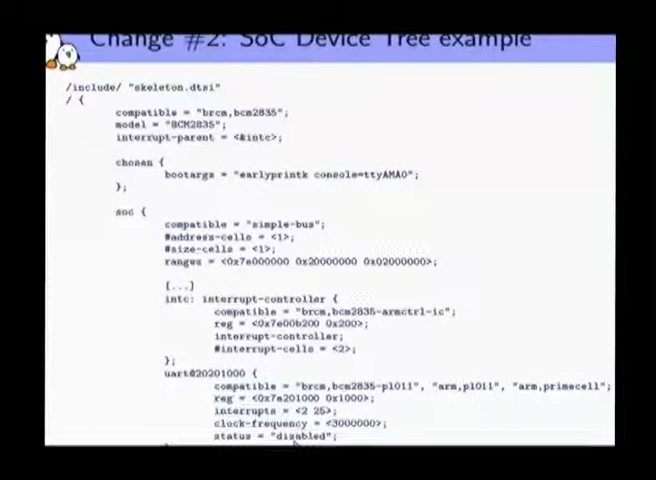 Change #2: SoC Device Tree example
/include/ "skeleton.dtsi"
/ {
compatible = "brcm,bcm2835";
model = "BCM2835";
interrupt-parent = <&intc>;
chosen {
bootargs = "earlyprintk console=ttyAMA0";
};
soc {
compatible = "simple-bus";
#address-cells = <1>;
#size-cells = <1>;
ranges = <0x7e000000 0x20000000 0x02000000>;
[...]
intc: interrupt-controller {
compatible = "brcm,bcm2835-armctrl-ic";
reg = <0x7e00b200 0x200>;
interrupt-controller;
#interrupt-cells = <2>;
};
uart@20201000 {
compatible = "brcm,bcm2835-pl011", "arm,pl011", "arm,primecell";
reg = <0x7e201000 0x1000>;
interrupts = <2 25>;
clock-frequency = <3000000>;
status = "disabled";